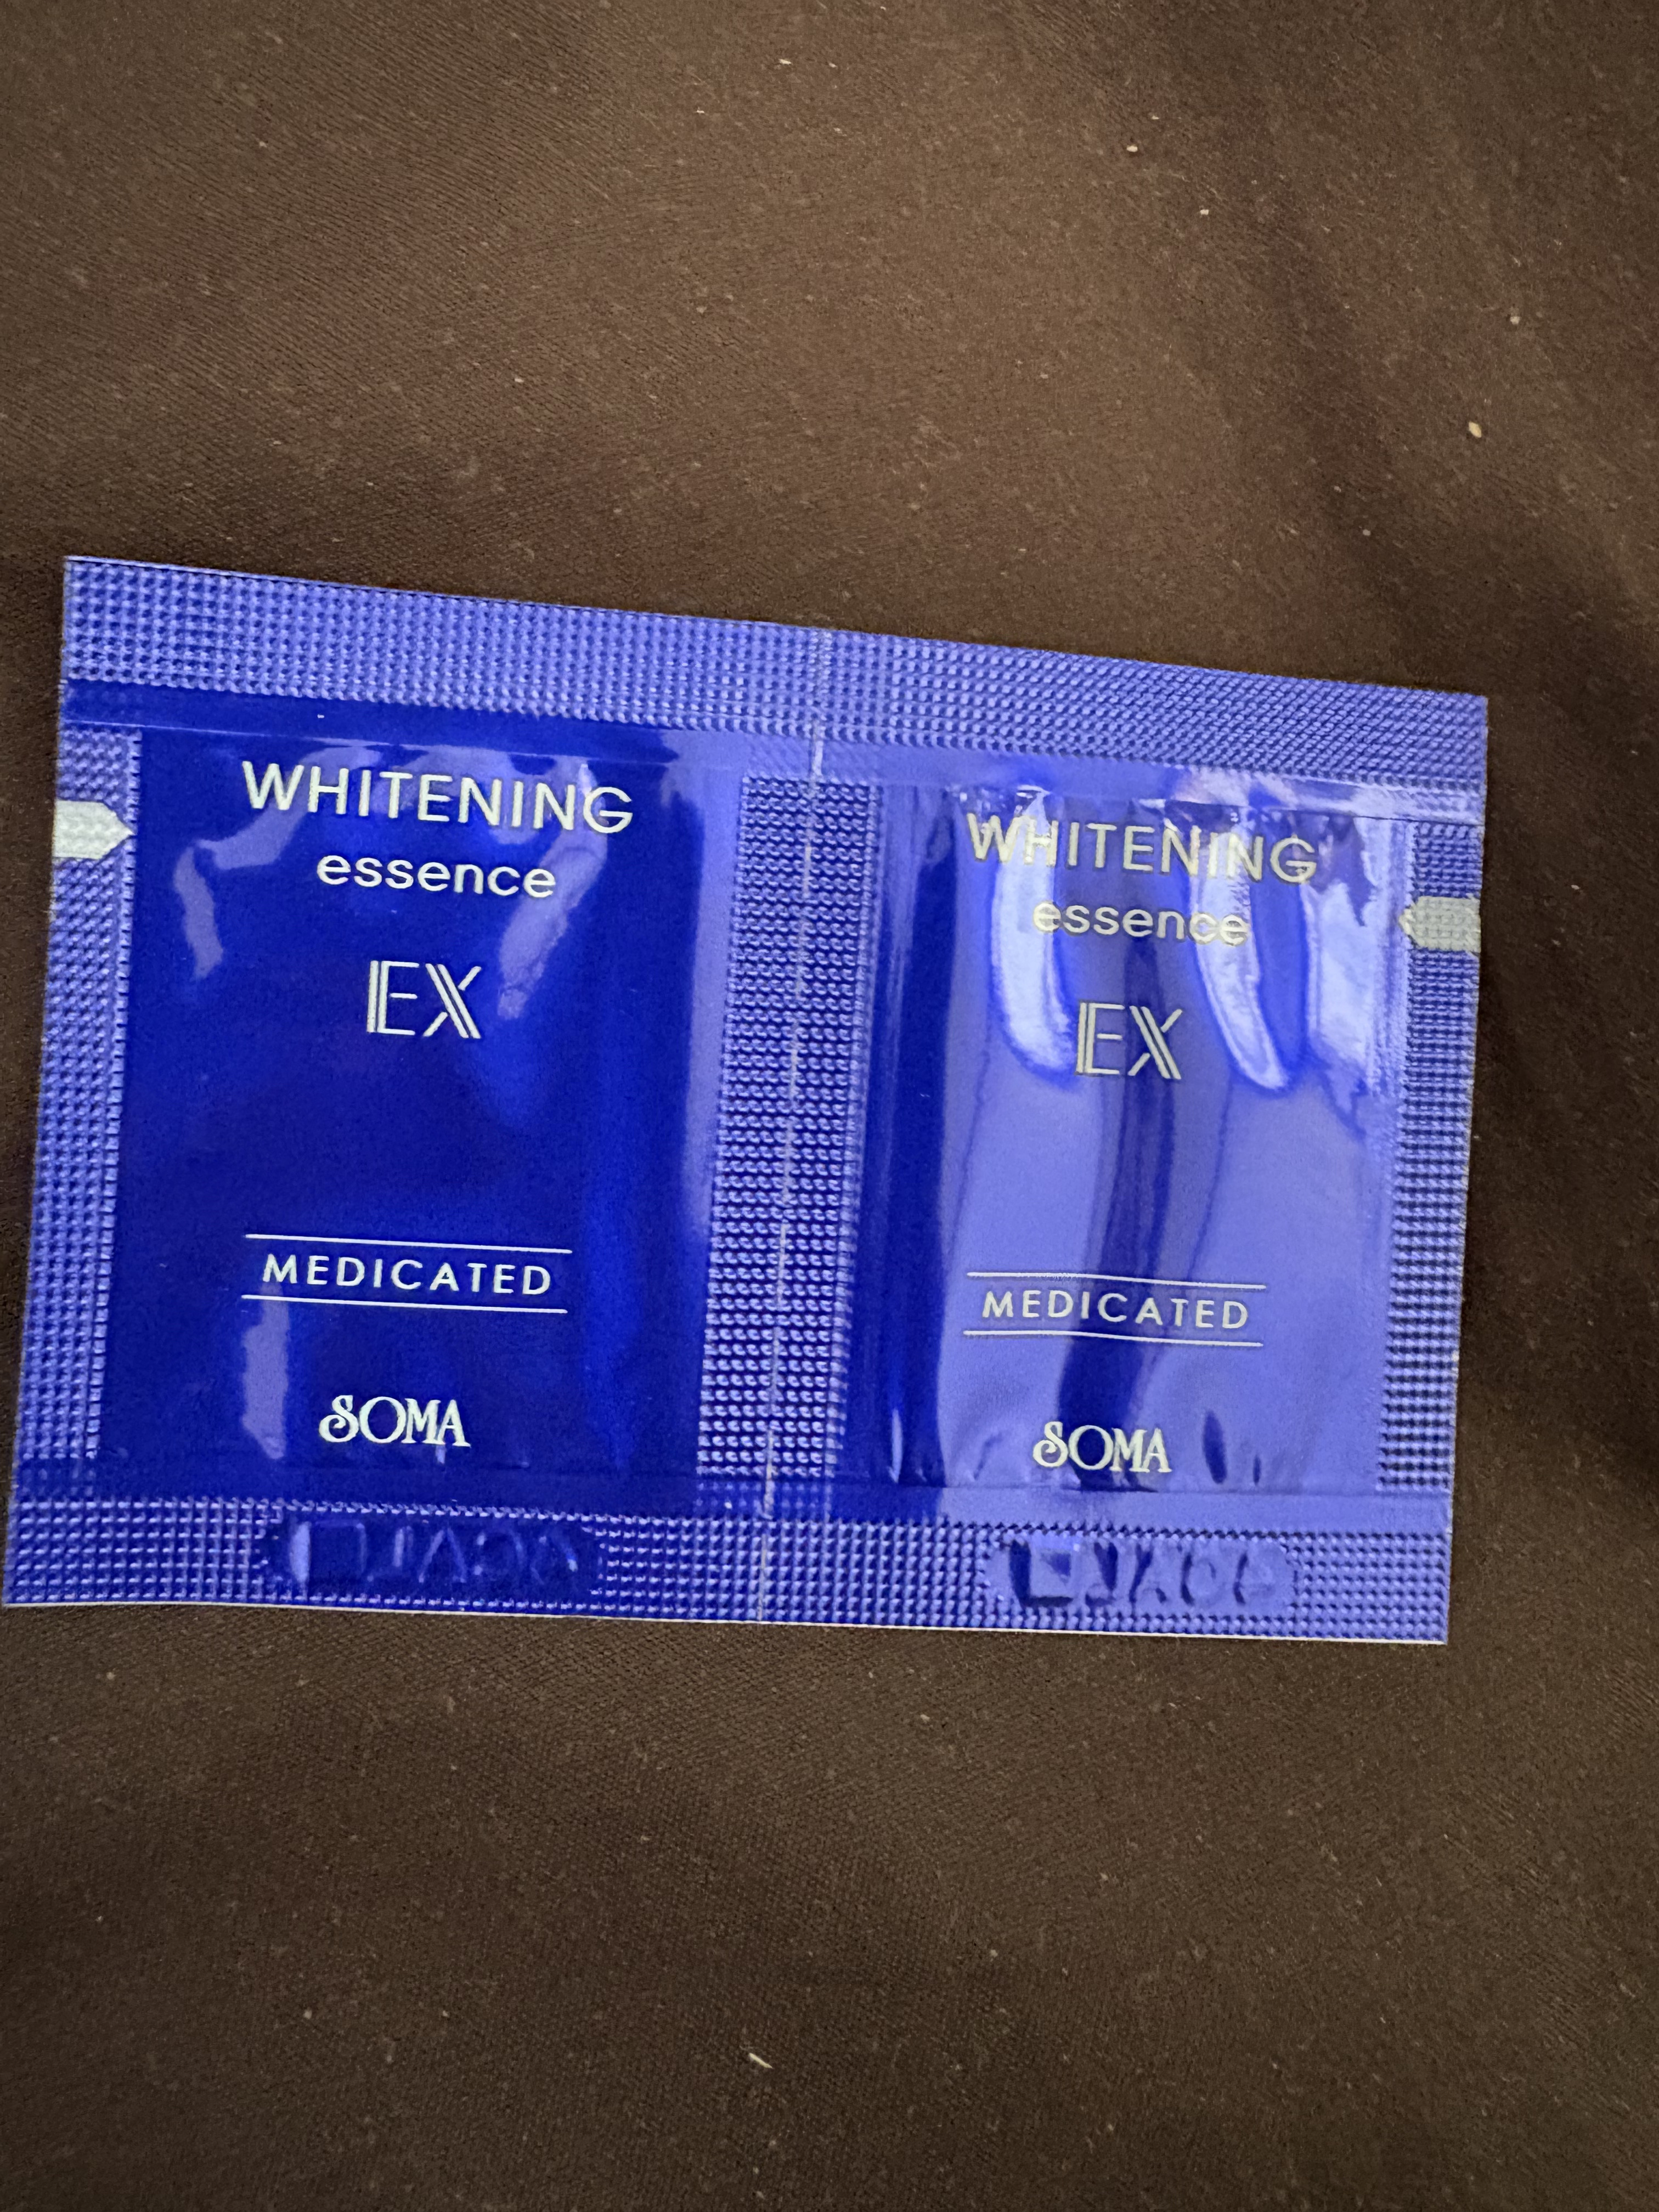 WHITENING
essence
EX
MEDICATED
SOMA
WHITENING
essence
EX
MEDICATED
SOMA